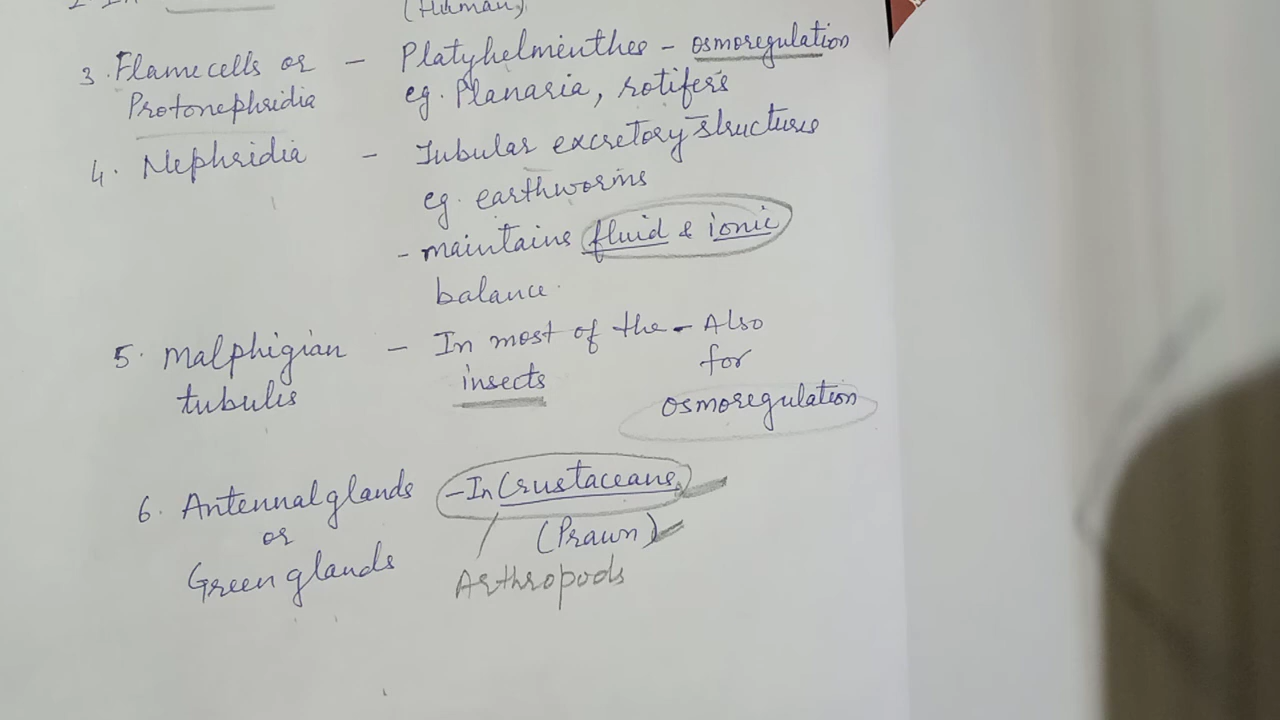 (Human)
3. Flame cells or — Platyhelminthes – osmoregulation
Protonephridia eg. Planaria, rotifers
4. Nephridia – Tubular excretory structures
eg. earthworms
- maintains fluid & ionic
balance.
5. Malphigian – In most of the – Also
tubules insects for
osmoregulation
6. Antennal glands – In Crustaceans
or (Prawn)
Green glands Arthropods